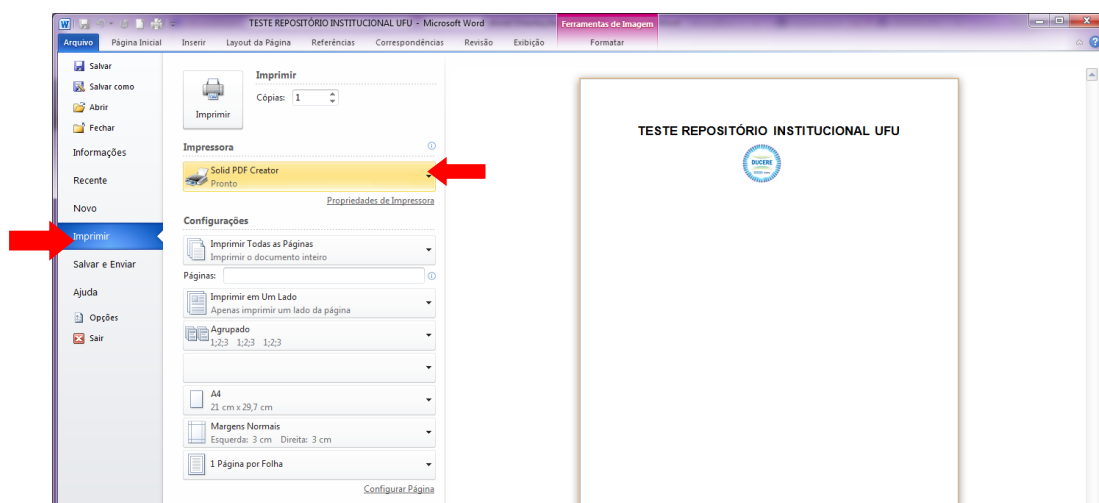 TESTE REPOSITÓRIO INSTITUCIONAL UFU - Microsoft Word
Ferramentas de Imagem
Arquivo Página Inicial Inserir Layout da Página Referências Correspondências Revisão Exibição Formatar
Salvar
Salvar como
Abrir
Fechar
Informações
Recente
Novo
Imprimir
Salvar e Enviar
Ajuda
Opções
Sair
Imprimir
Cópias: 1
Imprimir
Impressora
Solid PDF Creator
Pronto
Propriedades de Impressora
Configurações
Imprimir Todas as Páginas
Imprimir o documento inteiro
Páginas:
Imprimir em Um Lado
Apenas imprimir um lado da página
Agrupado
1;2;3 1;2;3 1;2;3
A4
21 cm x 29,7 cm
Margens Normais
Esquerda: 3 cm Direita: 3 cm
1 Página por Folha
Configurar Página
TESTE REPOSITÓRIO INSTITUCIONAL UFU
DUCERE